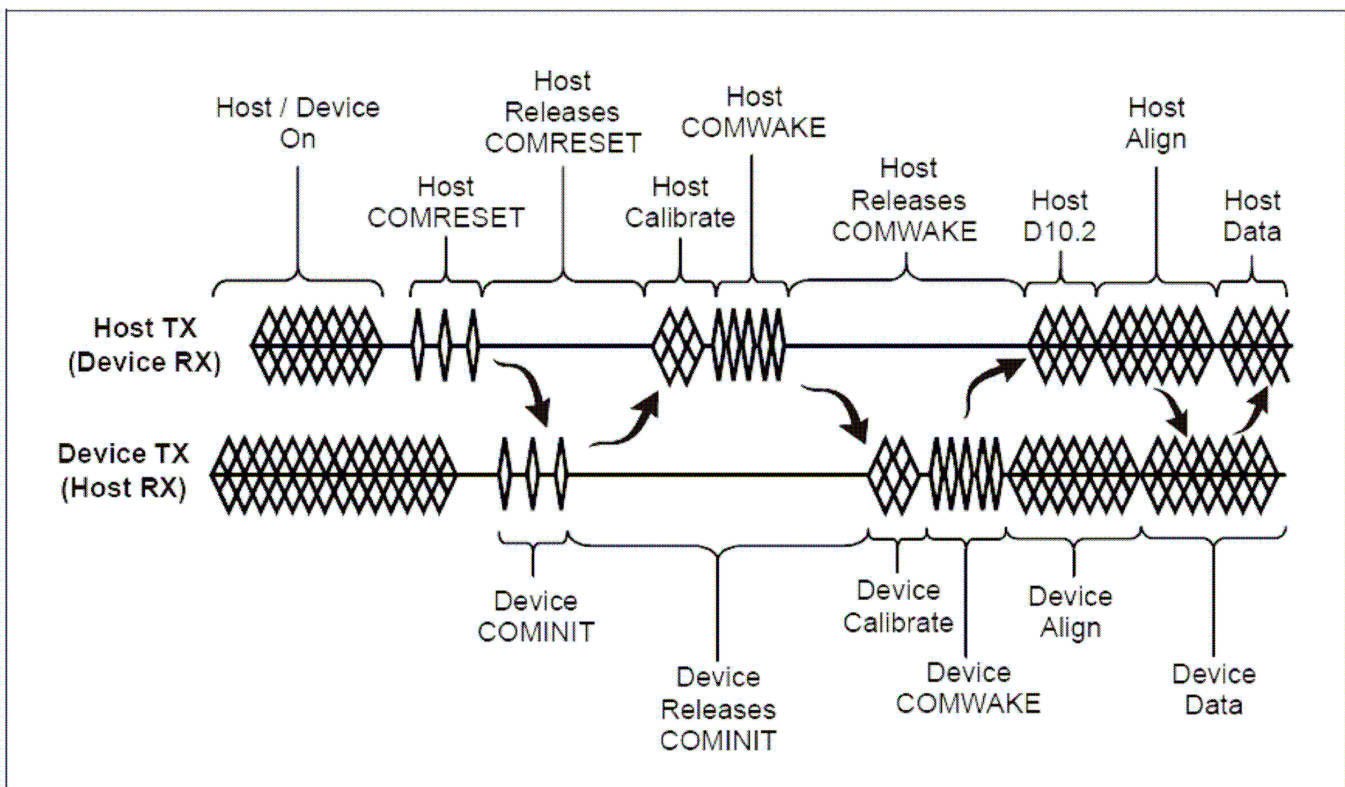 Host / Device
On
Host
COMRESET
Host
Releases
COMRESET
Host
Calibrate
Host
COMWAKE
Host
Releases
COMWAKE
Host
D10.2
Host
Align
Host
Data
Host TX
(Device RX)
Device TX
(Host RX)
Device
COMINIT
Device
Releases
COMINIT
Device
Calibrate
Device
COMWAKE
Device
Align
Device
Data